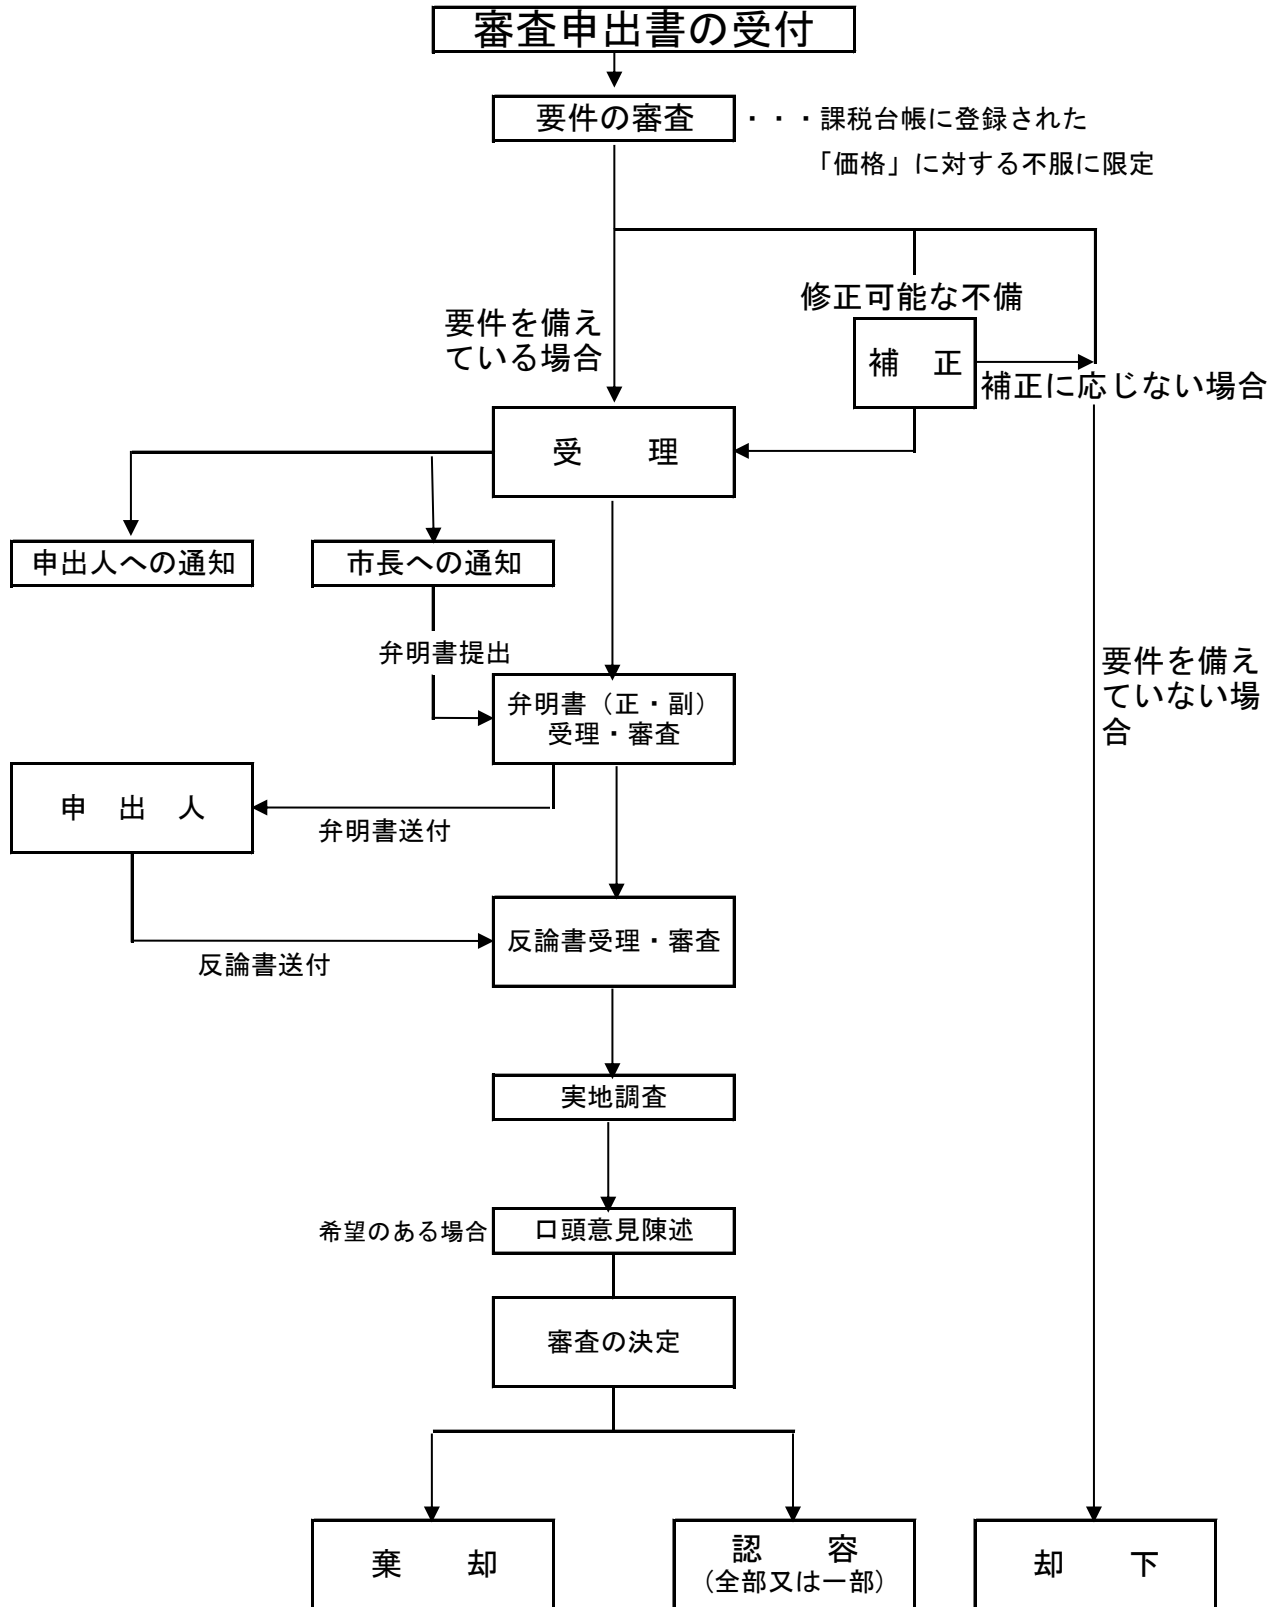 審査申出書の受付
要件の審査
・・・課税台帳に登録された
「価格」に対する不服に限定
修正可能な不備
要件を備え
ている場合
補　正
補正に応じない場合
受　　理
申出人への通知
市長への通知
弁明書提出
要件を備え
ていない場
合
弁明書（正・副）
受理・審査
申　出　人
弁明書送付
反論書受理・審査
反論書送付
実地調査
希望のある場合
口頭意見陳述
審査の決定
棄　　却
認　　容
（全部又は一部）
却　　下